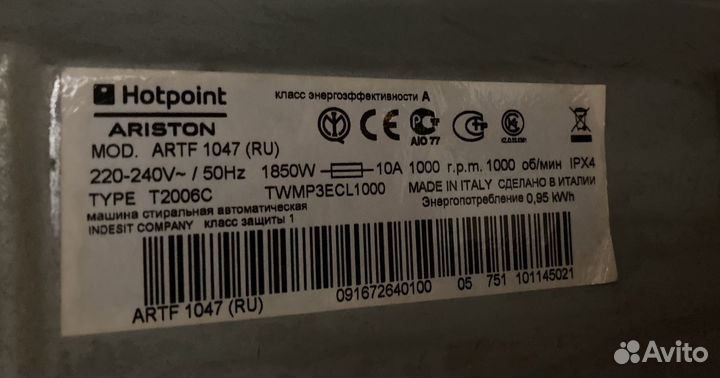 Hotpoint
ARISTON
класс энергоэффективности A
CE
АЮ 77
MOD. ARTF 1047 (RU)
220-240V~ / 50Hz 1850W 10A 1000 r.p.m. 1000 об/мин IPX4
TYPE T2006C TWMP3ECL1000 MADE IN ITALY СДЕЛАНО В ИТАЛИИ
машина стиральная автоматическая Энергопотребление 0,95 kWh
INDESIT COMPANY класс защиты 1
ARTF 1047 (RU) 091672640100 05 751 101145021
Avito